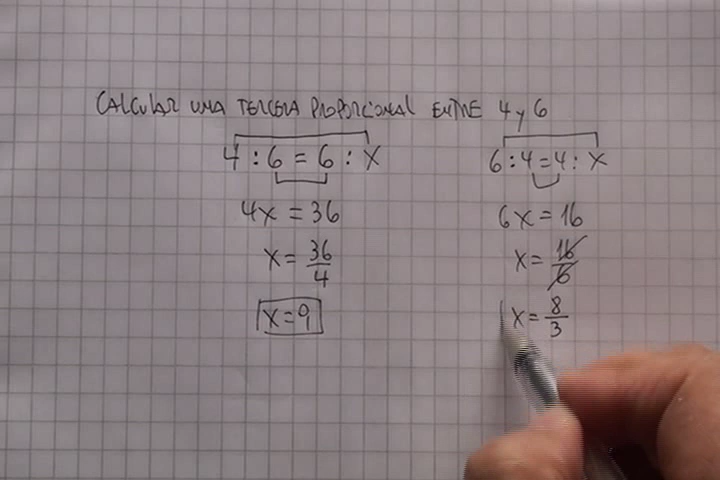 CALCULAR UNA TERCERA PROPORCIONAL ENTRE 4 y 6
4 : 6 = 6 : X
4X = 36
X = 36/4
X = 9
6 : 4 = 4 : X
6X = 16
X = 16/6
X = 8/3